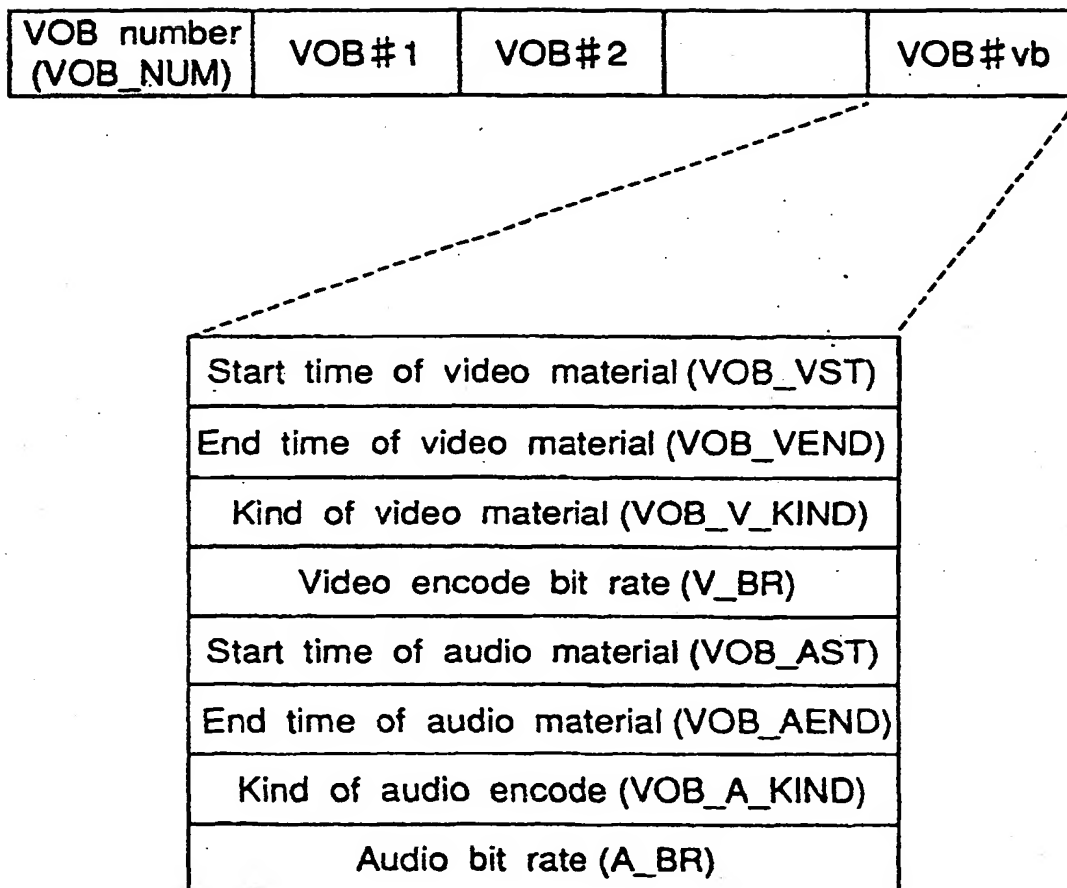 VOB number
(VOB_NUM)
VOB#1
VOB#2
VOB#vb
Start time of video material (VOB_VST)
End time of video material (VOB_VEND)
Kind of video material (VOB_V_KIND)
Video encode bit rate (V_BR)
Start time of audio material (VOB_AST)
End time of audio material (VOB_AEND)
Kind of audio encode (VOB_A_KIND)
Audio bit rate (A_BR)